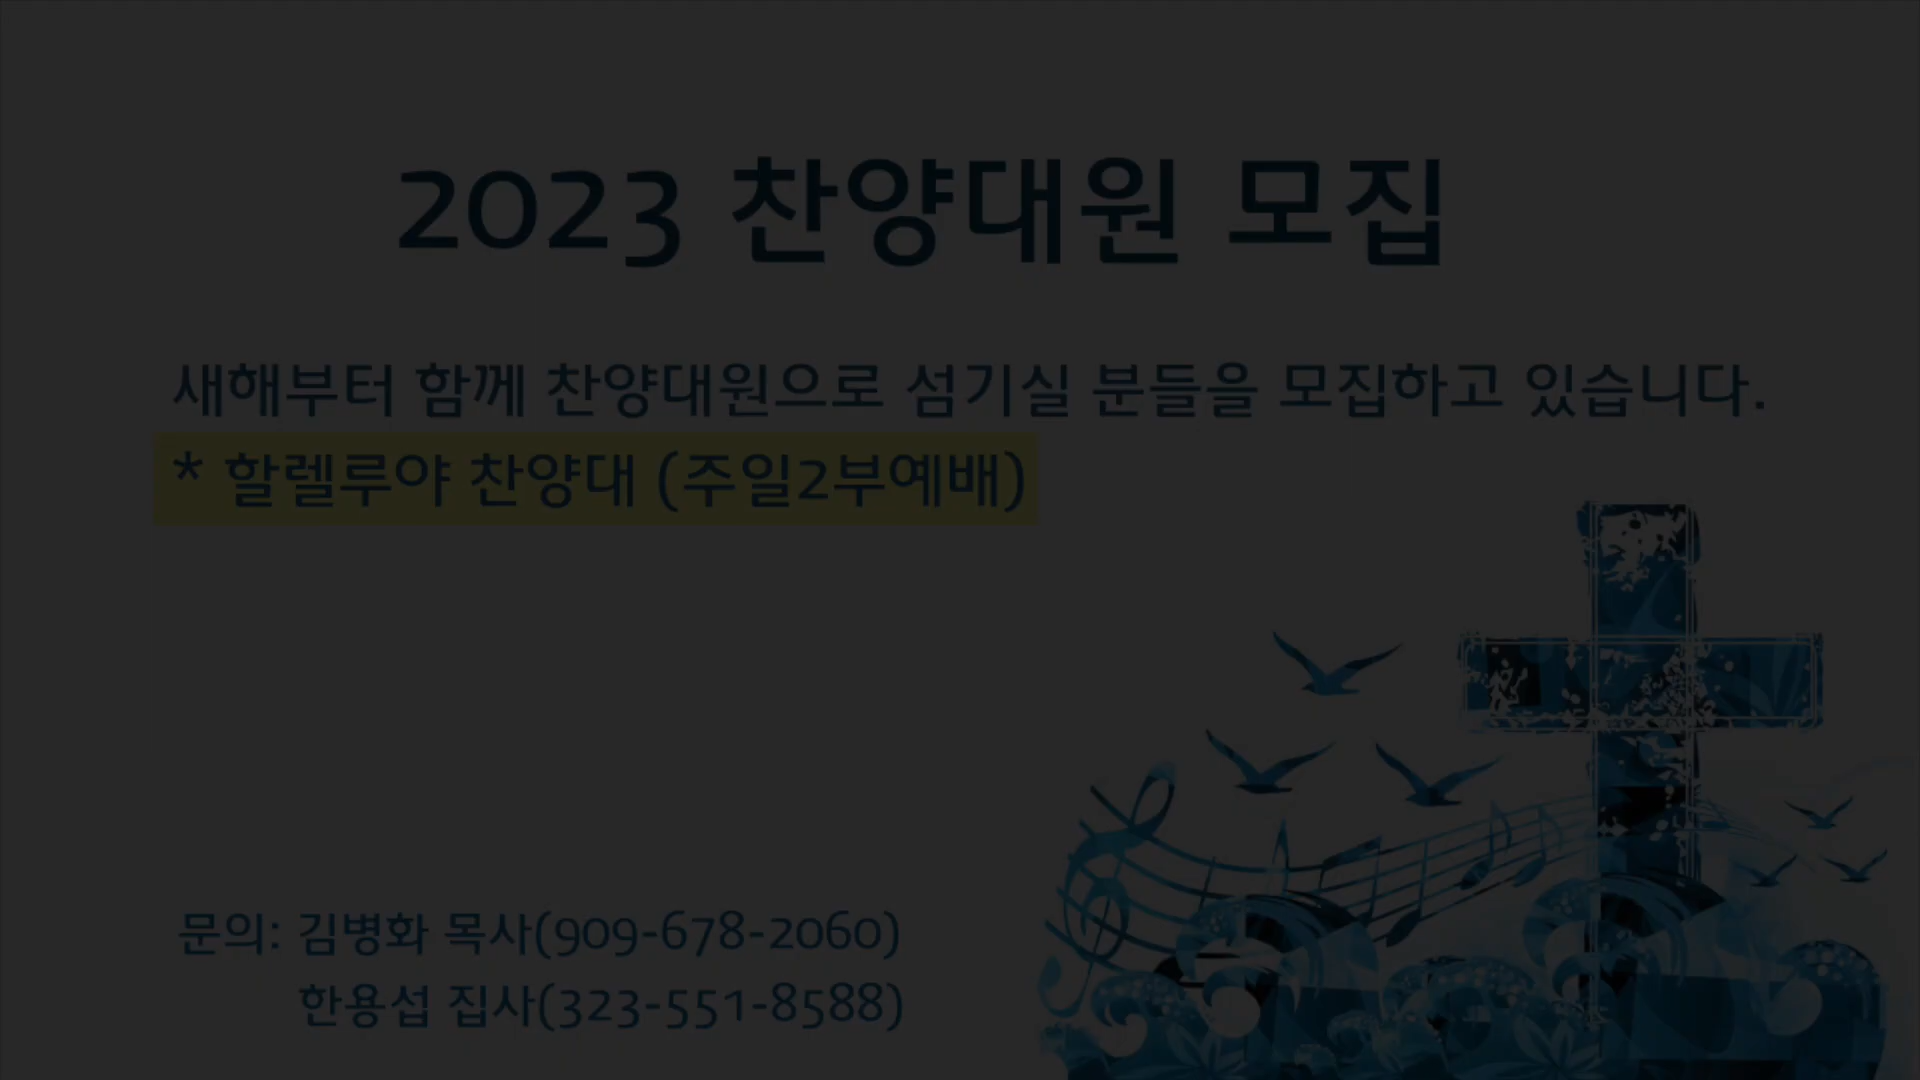 2023 찬양대원 모집
새해부터 함께 찬양대원으로 섬기실 분들을 모집하고 있습니다.
* 할렐루야 찬양대 (주일2부예배)
문의: 김병화 목사(909-678-2060)
한용섭 집사(323-551-8588)